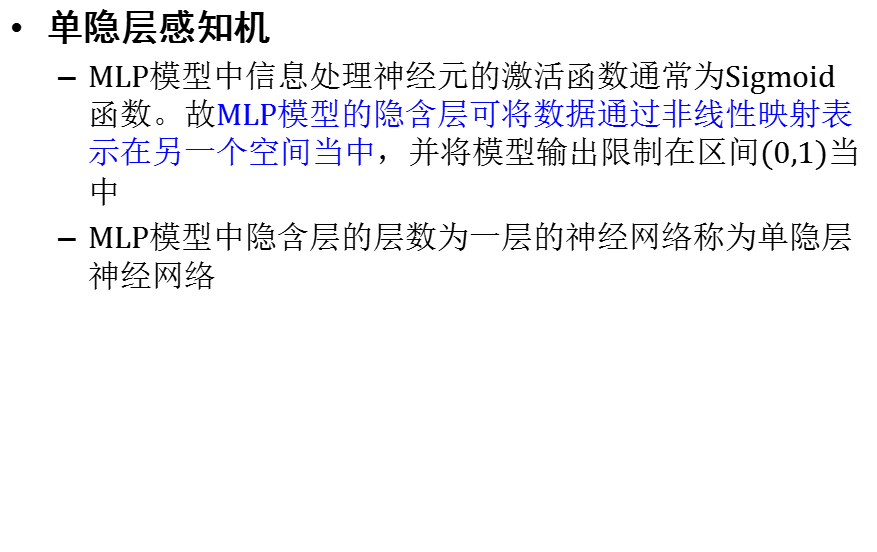 • 单隐层感知机
– MLP模型中信息处理神经元的激活函数通常为Sigmoid
函数。故MLP模型的隐含层可将数据通过非线性映射表
示在另一个空间当中，并将模型输出限制在区间(0,1)当
中
– MLP模型中隐含层的层数为一层的神经网络称为单隐层
神经网络